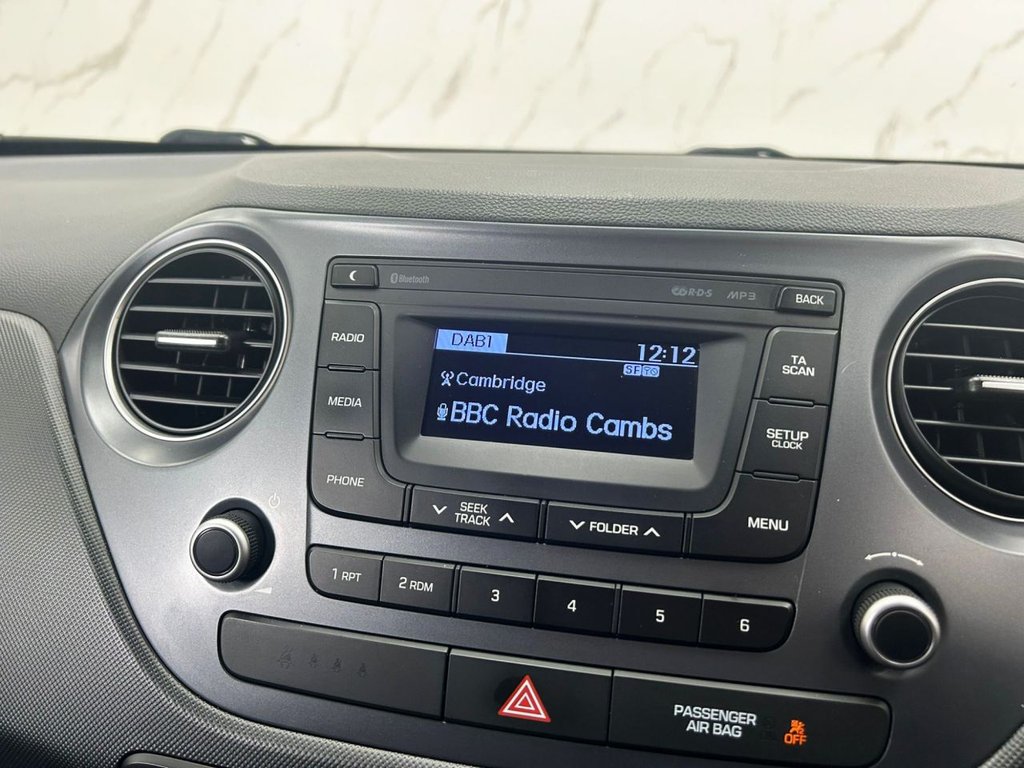 Bluetooth
R·D·S MP3
BACK
RADIO
DAB1
12:12
SF
TA
SCAN
Cambridge
MEDIA
BBC Radio Cambs
SETUP
CLOCK
PHONE
SEEK
TRACK
FOLDER
MENU
1 RPT
2 RDM
3
4
5
6
PASSENGER
AIR BAG
OFF